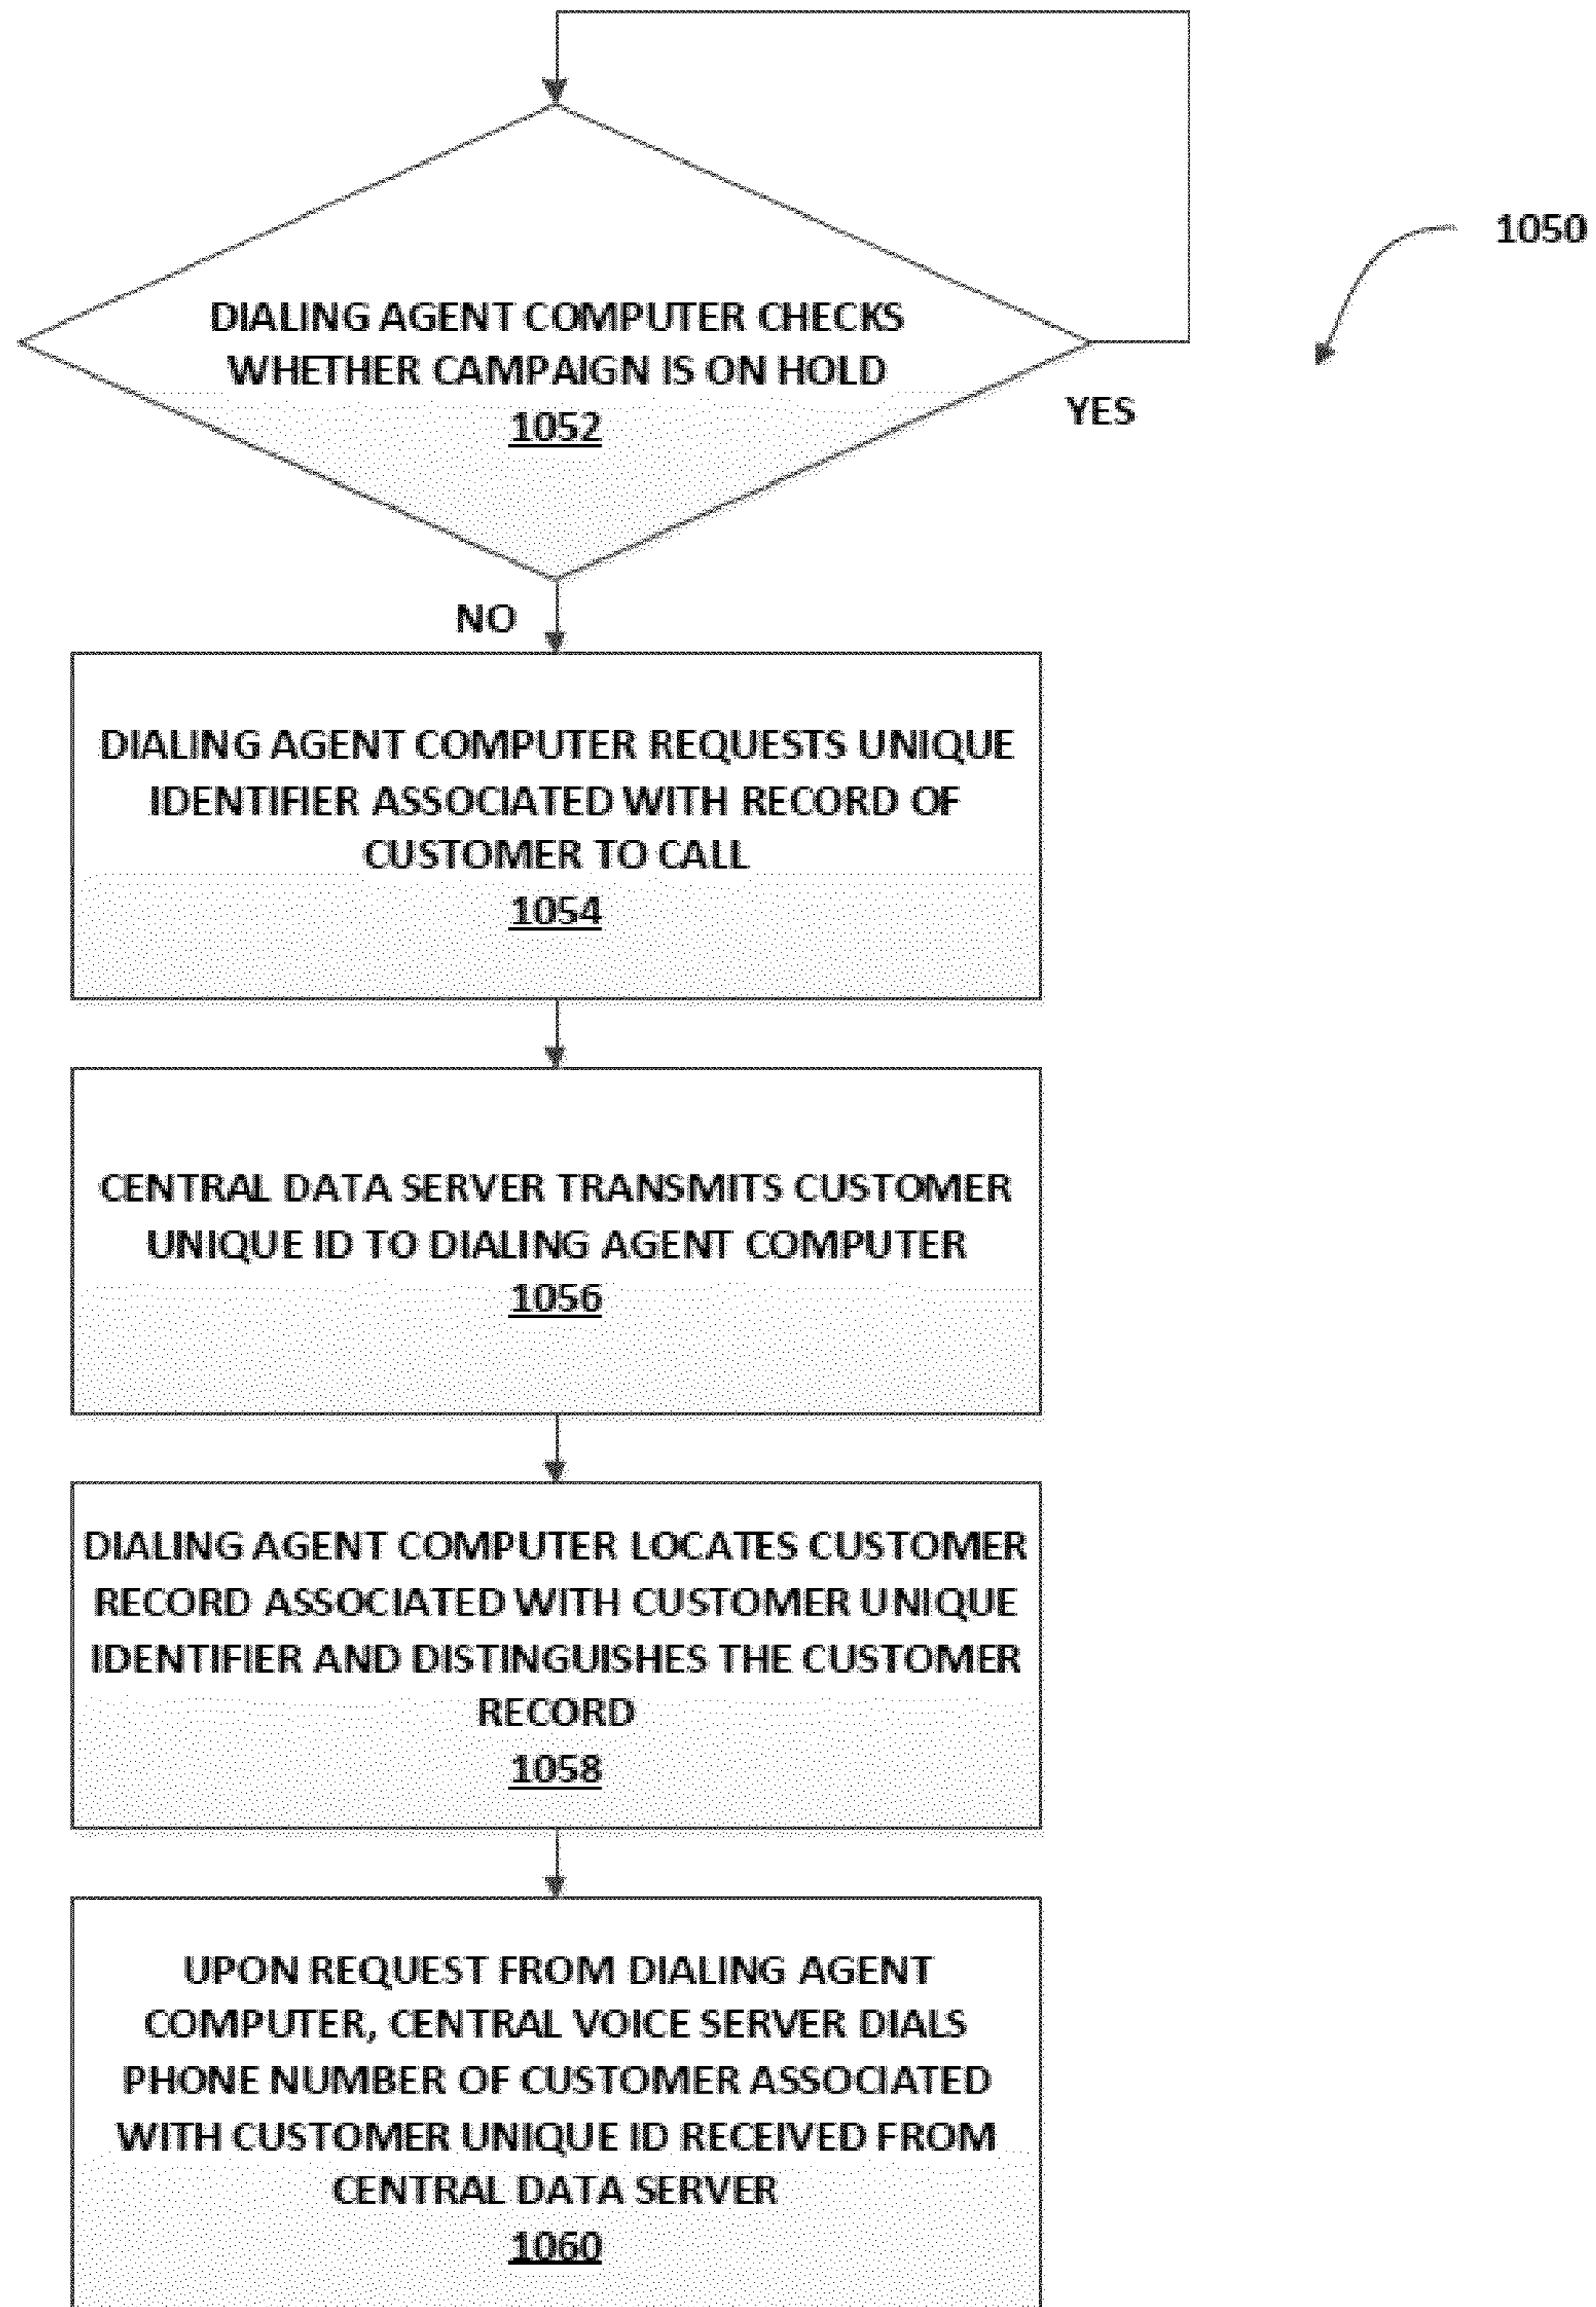 1050
DIALING AGENT COMPUTER CHECKS
WHETHER CAMPAIGN IS ON HOLD
1052
YES
NO
DIALING AGENT COMPUTER REQUESTS UNIQUE
IDENTIFIER ASSOCIATED WITH RECORD OF
CUSTOMER TO CALL
1054
CENTRAL DATA SERVER TRANSMITS CUSTOMER
UNIQUE ID TO DIALING AGENT COMPUTER
1056
DIALING AGENT COMPUTER LOCATES CUSTOMER
RECORD ASSOCIATED WITH CUSTOMER UNIQUE
IDENTIFIER AND DISTINGUISHES THE CUSTOMER
RECORD
1058
UPON REQUEST FROM DIALING AGENT
COMPUTER, CENTRAL VOICE SERVER DIALS
PHONE NUMBER OF CUSTOMER ASSOCIATED
WITH CUSTOMER UNIQUE ID RECEIVED FROM
CENTRAL DATA SERVER
1060